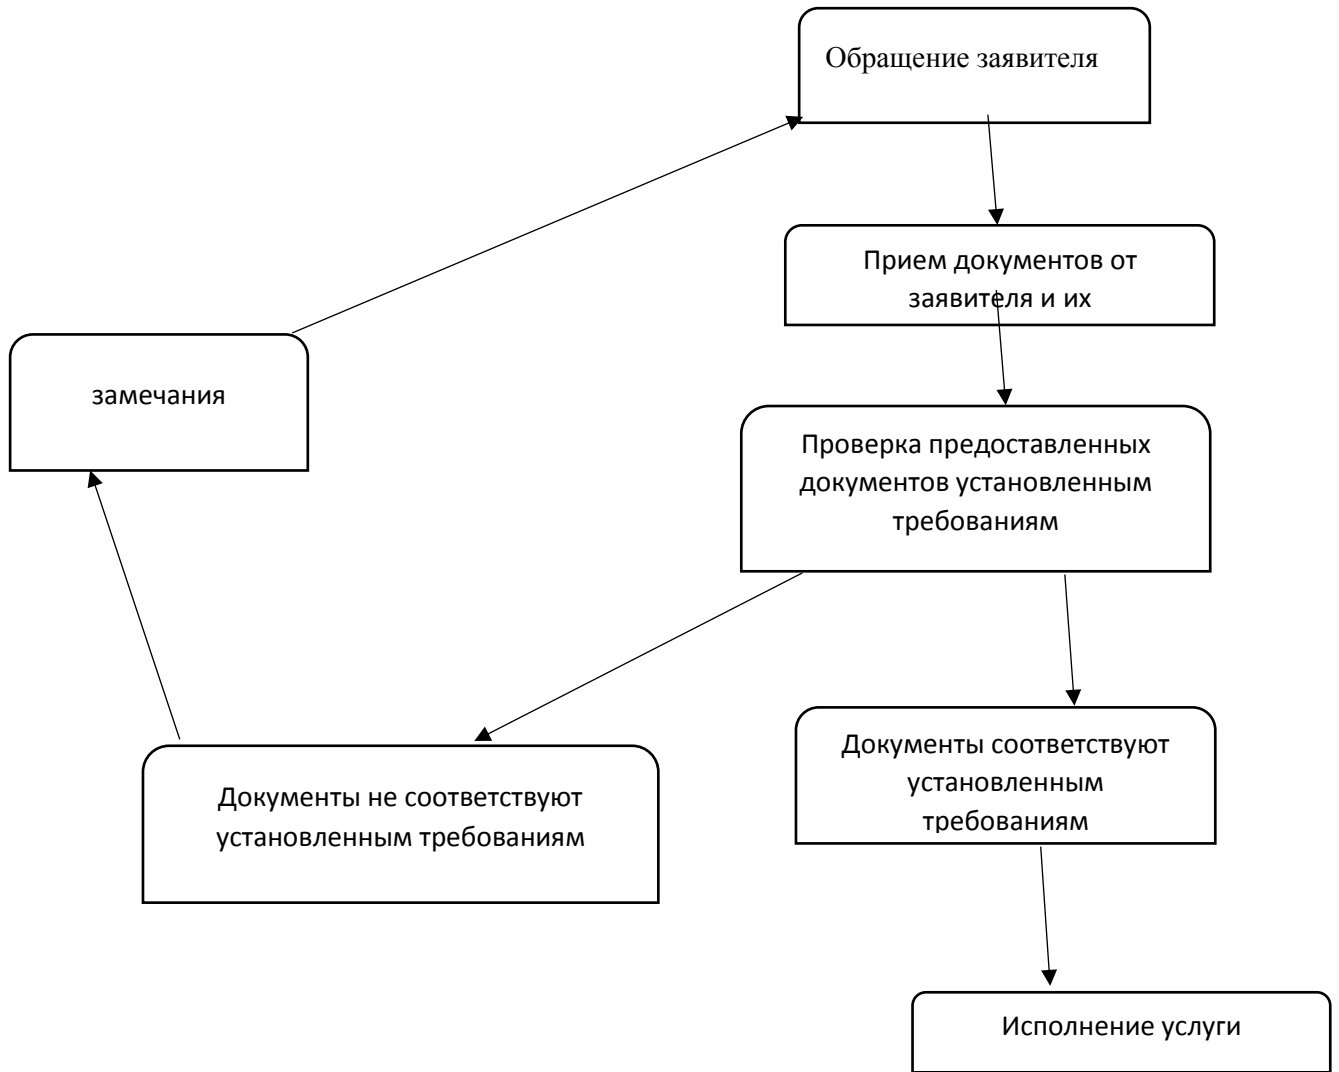 Обращение заявителя
Прием документов от
заявителя и их
замечания
Проверка предоставленных
документов установленным
требованиям
Документы соответствуют
установленным
требованиям
Документы не соответствуют
установленным требованиям
Исполнение услуги